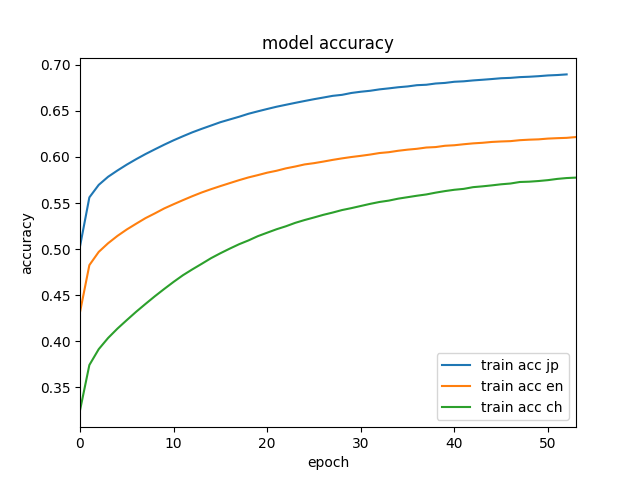 model accuracy
0.70
0.65
0.60
0.55
0.50
0.45
0.40
0.35
accuracy
train acc jp
train acc en
train acc ch
0 10 20 30 40 50
epoch